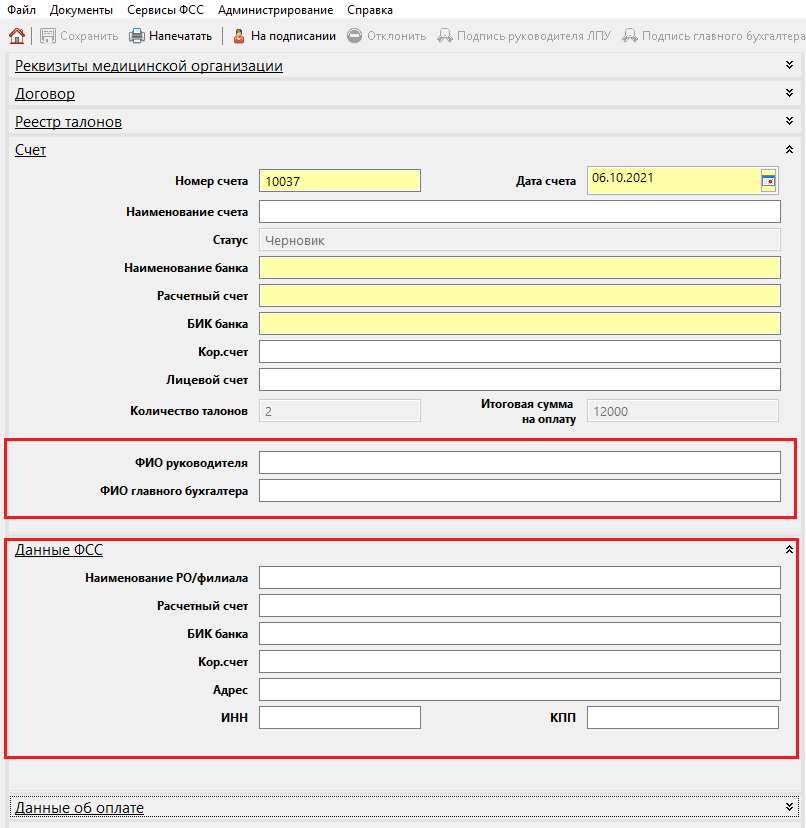 Файл Документы Сервисы ФСС Администрирование Справка
Сохранить Напечатать На подписании Отклонить Подпись руководителя ЛПУ Подпись главного бухгалтера
Реквизиты медицинской организации
Договор
Реестр талонов
Счет
Номер счета 10037 Дата счета 06.10.2021
Наименование счета
Статус Черновик
Наименование банка
Расчетный счет
БИК банка
Кор.счет
Лицевой счет
Количество талонов 2 Итоговая сумма
на оплату 12000
ФИО руководителя
ФИО главного бухгалтера
Данные ФСС
Наименование РО/филиала
Расчетный счет
БИК банка
Кор.счет
Адрес
ИНН КПП
Данные об оплате